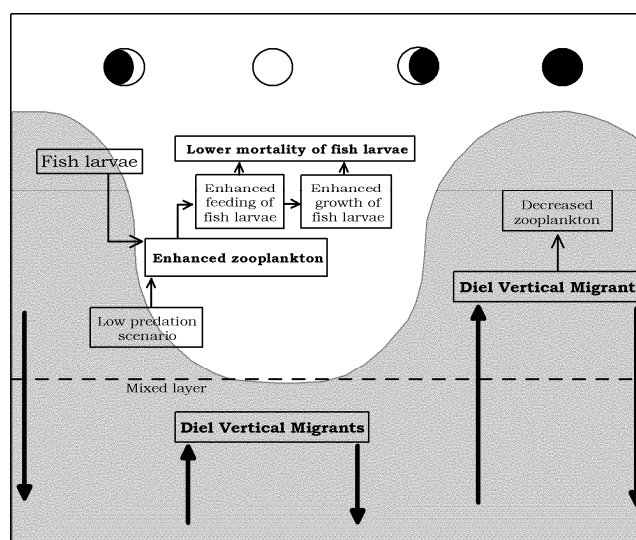 Lower mortality of fish larvae
Fish larvae
Enhanced
feeding of
fish larvae
Enhanced
growth of
fish larvae
Decreased
zooplankton
Enhanced zooplankton
Diel Vertical Migrant
Low predation
scenario
Mixed layer
Diel Vertical Migrants